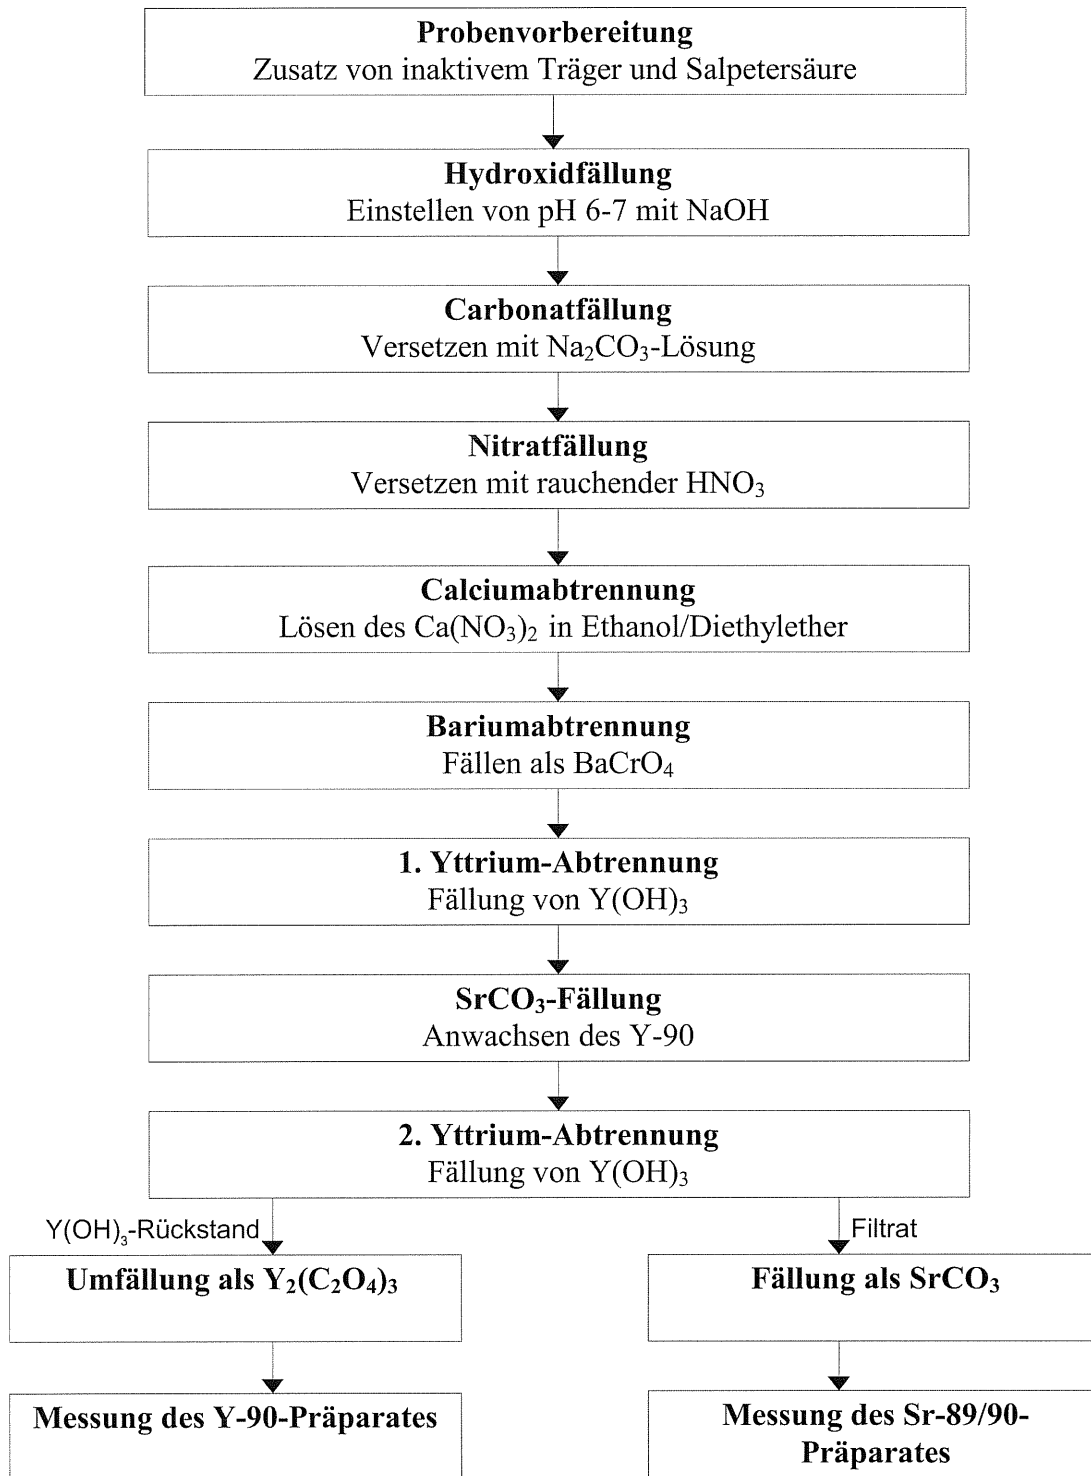 Probenvorbereitung
Zusatz von inaktivem Träger und Salpetersäure
Hydroxidfällung
Einstellen von pH 6-7 mit NaOH
Carbonatfällung
Versetzen mit Na₂CO₃-Lösung
Nitratfällung
Versetzen mit rauchender HNO₃
Calciumabtrennung
Lösen des Ca(NO₃)₂ in Ethanol/Diethylether
Bariumabtrennung
Fällen als BaCrO₄
1. Yttrium-Abtrennung
Fällung von Y(OH)₃
SrCO₃-Fällung
Anwachsen des Y-90
2. Yttrium-Abtrennung
Fällung von Y(OH)₃
Y(OH)₃-Rückstand
Filtrat
Umfällung als Y₂(C₂O₄)₃
Fällung als SrCO₃
Messung des Y-90-Präparates
Messung des Sr-89/90-
Präparates